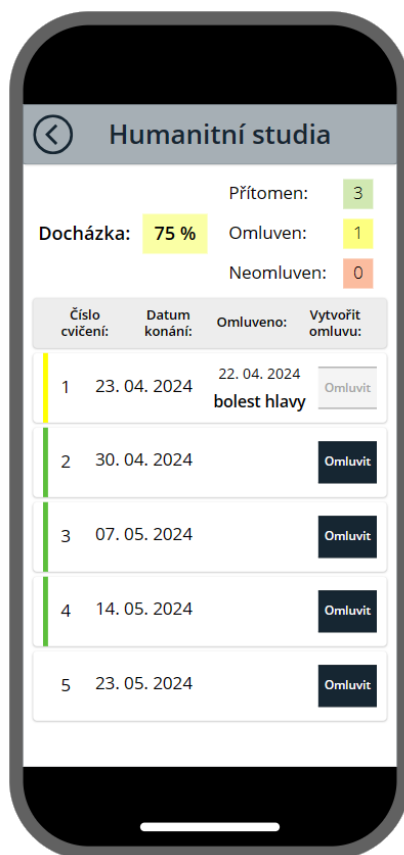 Humanitní studia
Přítomen: 3
Docházka: 75 % Omluven: 1
Neomluven: 0
Číslo cvičení: Datum konání: Omluveno: Vytvořit omluvu:
1 23. 04. 2024 22. 04. 2024 bolest hlavy Omluvit
2 30. 04. 2024 Omluvit
3 07. 05. 2024 Omluvit
4 14. 05. 2024 Omluvit
5 23. 05. 2024 Omluvit